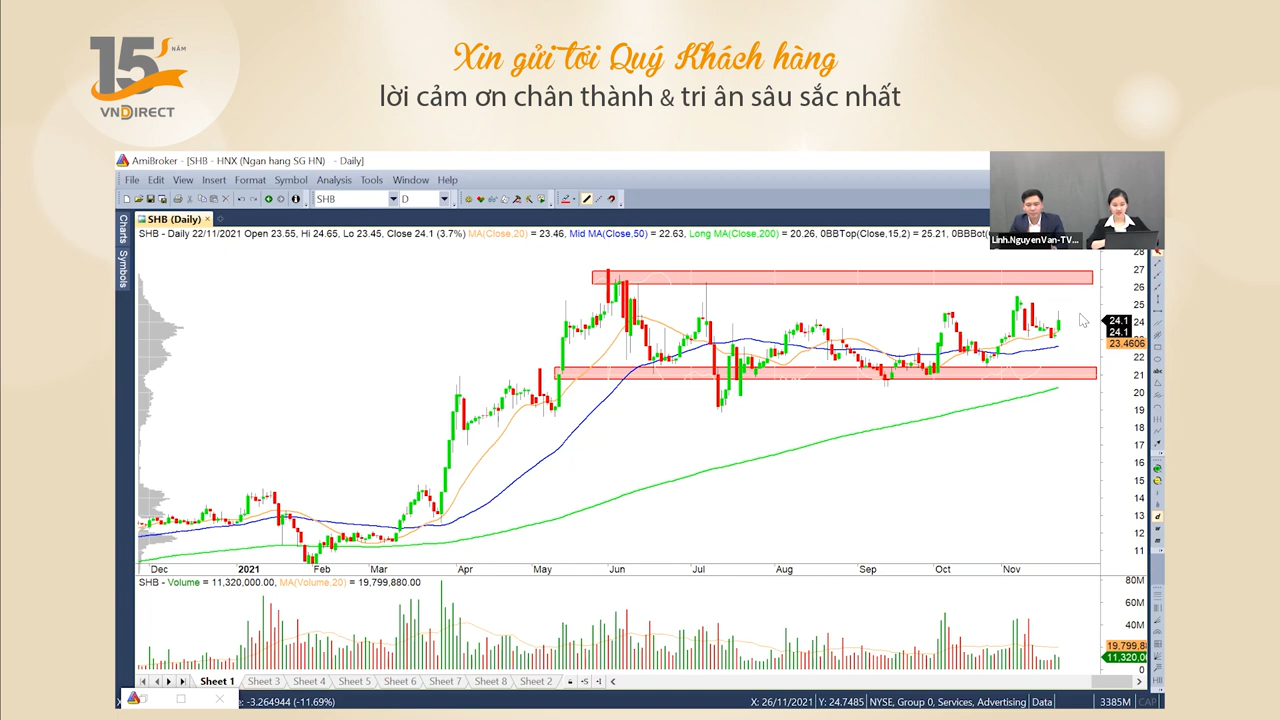 15 NĂM
VNDIRECT
Xin gửi tới Quý Khách hàng
lời cảm ơn chân thành & tri ân sâu sắc nhất
AmiBroker - [SHB - HNX (Ngan hang SG HN) - Daily]
File Edit View Insert Format Analysis Symbol Tools Window Help
SHB D
Charts
Symbols
SHB (Daily)
SHB - Daily 22/11/2021 Open 23.55, Hi 24.65, Lo 23.45, Close 24.1 (3.7%) MA(Close,20) = 23.46, Mid MA(Close,50) = 22.63, Long MA(Close,200) = 20.26, 0BBTop(Close,15,2) = 25.21, 0BBBot(
Linh.NguyenVan-TV...
28
27
26
25
24.1
24.1
23.4606
22
21
20
19
18
17
16
15
14
13
12
11
Dec 2021 Feb Mar Apr May Jun Jul Aug Sep Oct Nov
SHB - Volume = 11,320,000.00, MA(Volume,20) = 19,799,880.00
80M
60M
40M
19,799,8
11,320,0
0
Sheet 1 Sheet 3 Sheet 4 Sheet 5 Sheet 6 Sheet 7 Sheet 8 Sheet 2
-3.264944 (-11.69%) X: 26/11/2021 Y: 24.7485 NYSE, Group 0, Services, Advertising Data 3385M CAP